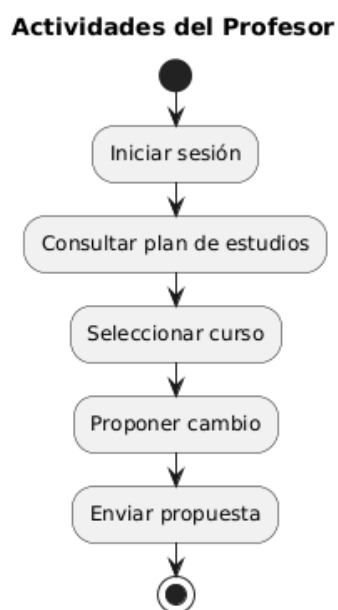 Actividades del Profesor
Iniciar sesión
Consultar plan de estudios
Seleccionar curso
Proponer cambio
Enviar propuesta